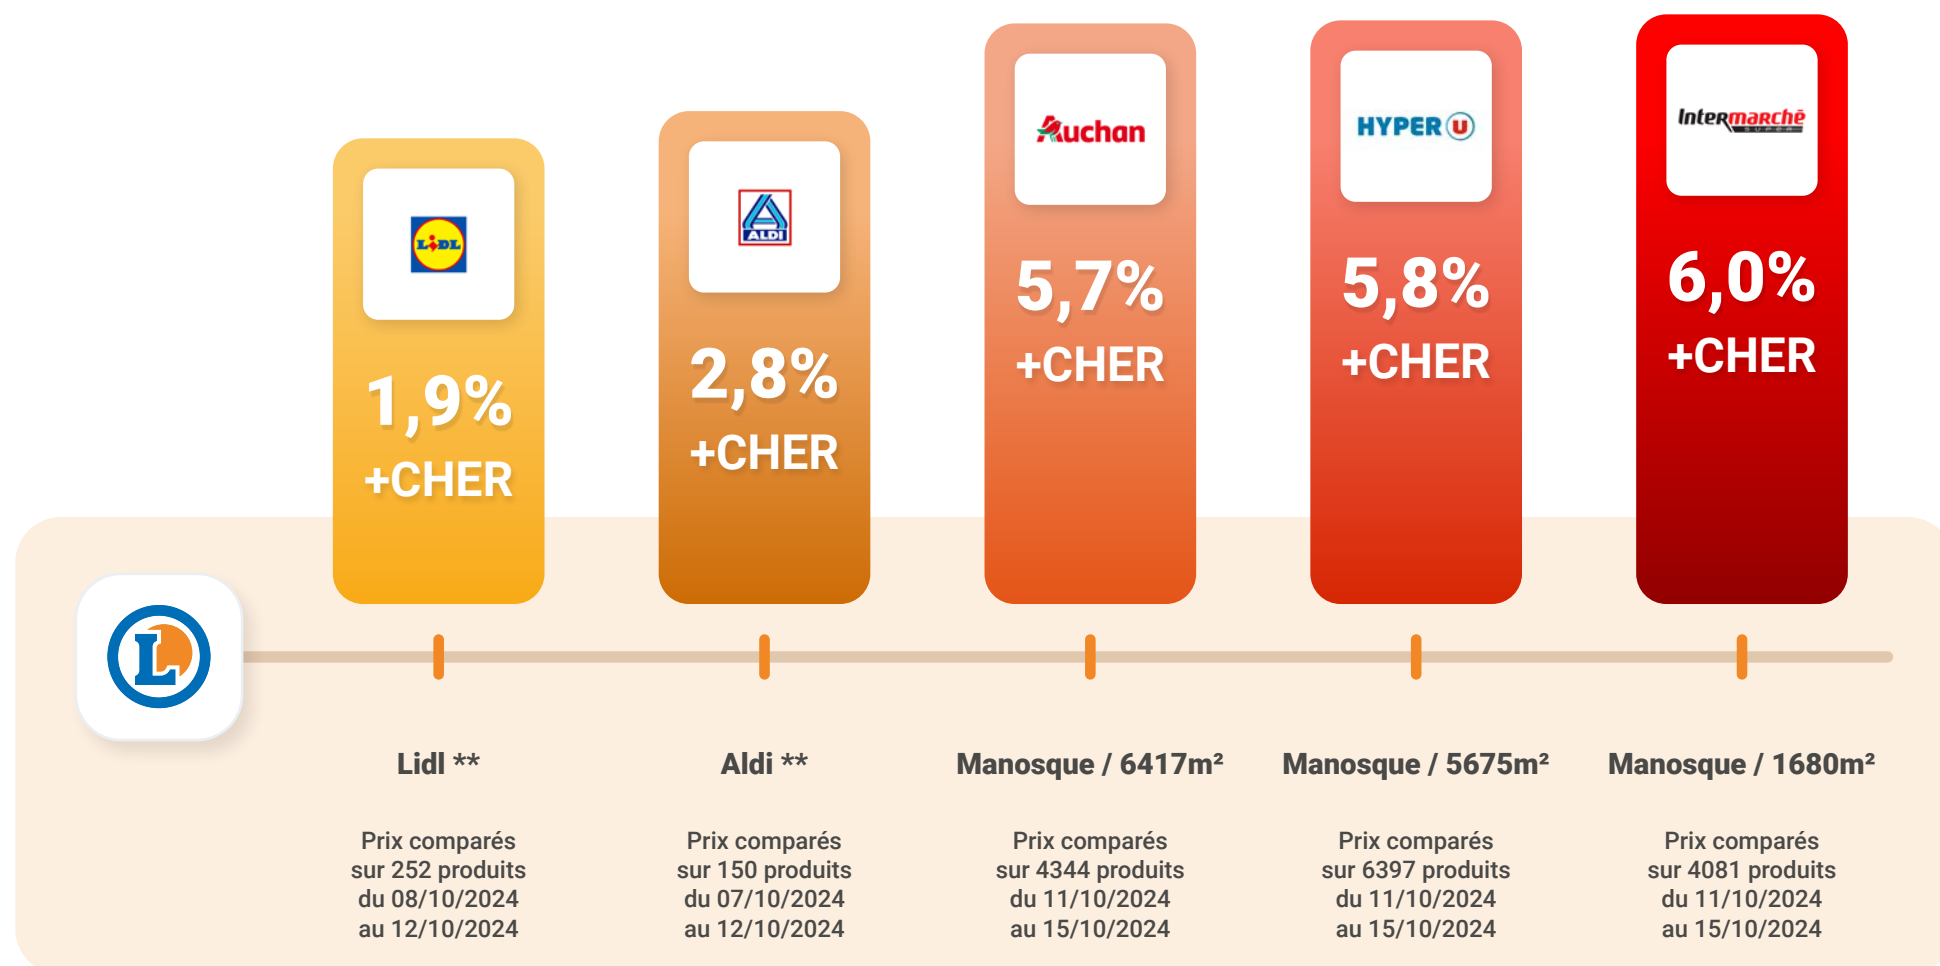 LIDL
1,9%
+CHER
ALDI
2,8%
+CHER
Auchan
5,7%
+CHER
HYPER U
5,8%
+CHER
Intermarchē
SUPER
6,0%
+CHER
L
Lidl **
Prix comparés
sur 252 produits
du 08/10/2024
au 12/10/2024
Aldi **
Prix comparés
sur 150 produits
du 07/10/2024
au 12/10/2024
Manosque / 6417m²
Prix comparés
sur 4344 produits
du 11/10/2024
au 15/10/2024
Manosque / 5675m²
Prix comparés
sur 6397 produits
du 11/10/2024
au 15/10/2024
Manosque / 1680m²
Prix comparés
sur 4081 produits
du 11/10/2024
au 15/10/2024